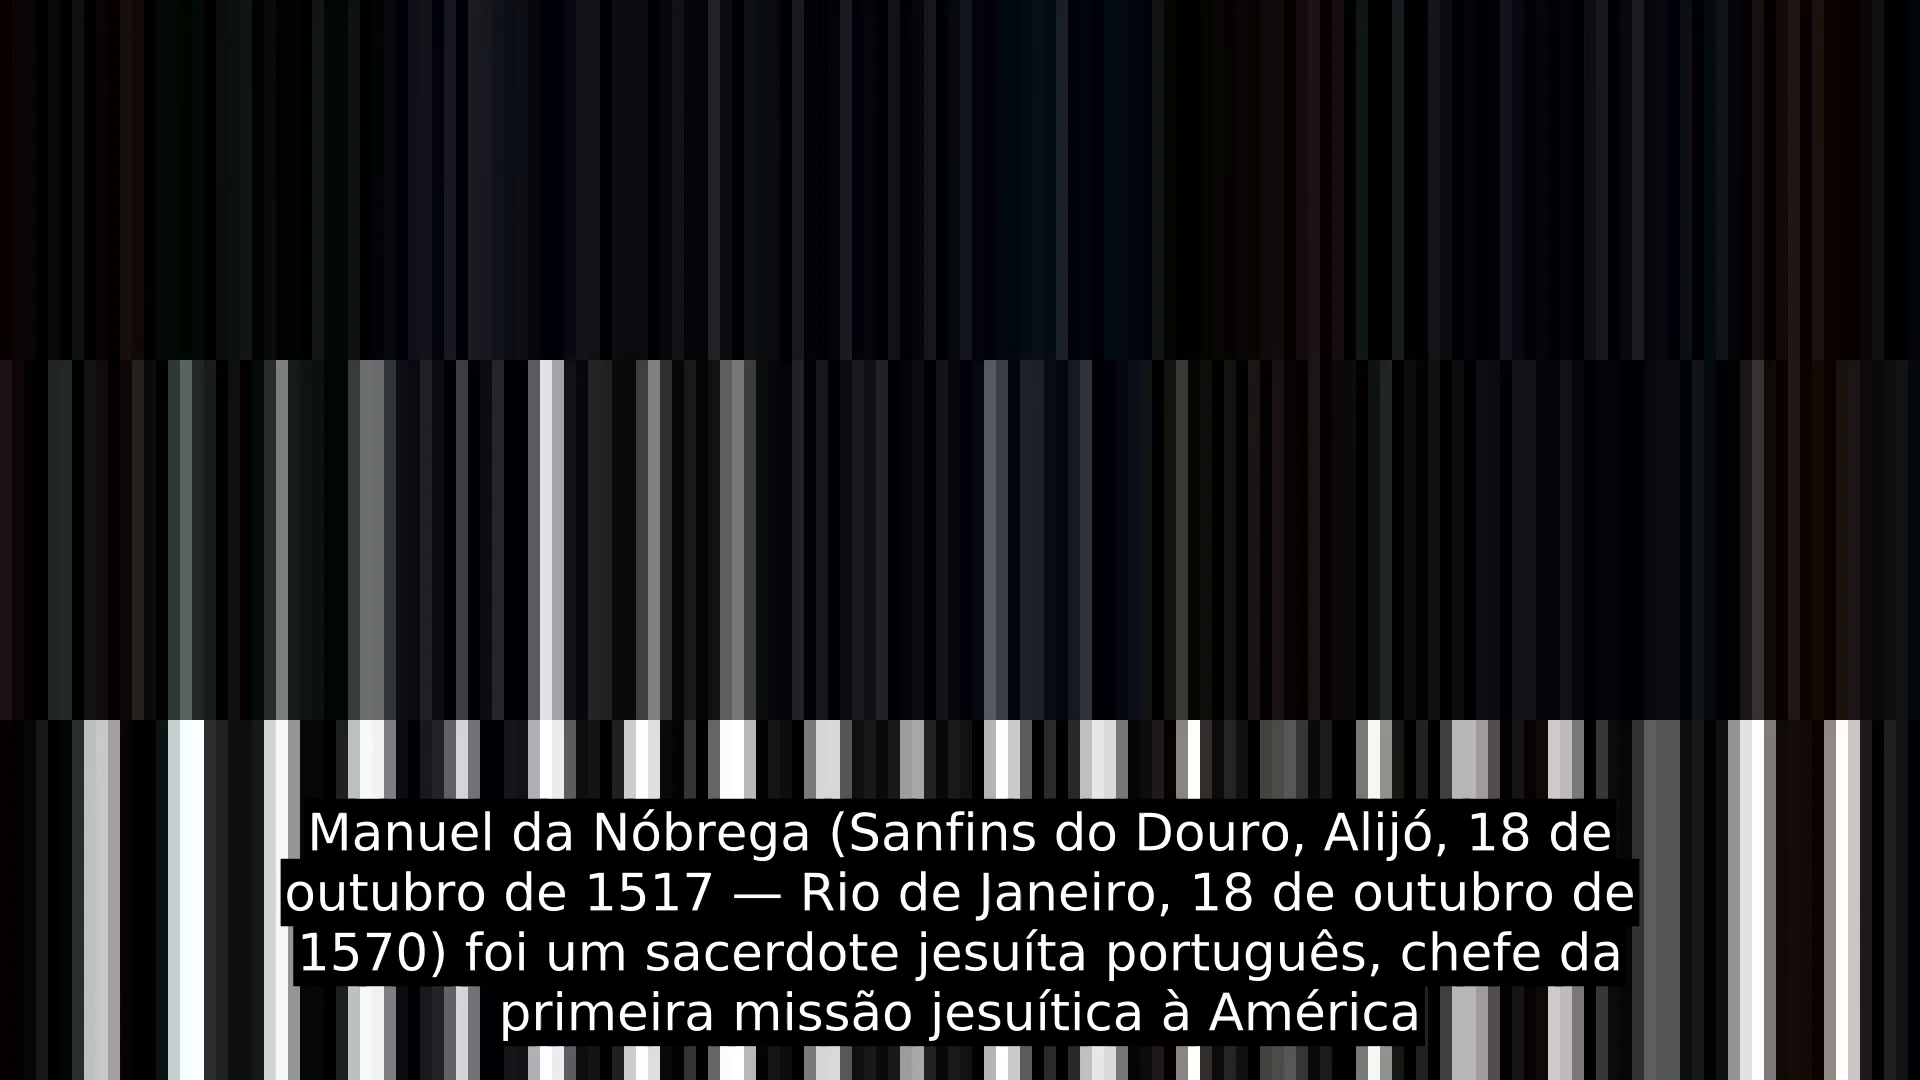 Manuel da Nóbrega (Sanfins do Douro, Alijó, 18 de
outubro de 1517 — Rio de Janeiro, 18 de outubro de
1570) foi um sacerdote jesuíta português, chefe da
primeira missão jesuítica à América